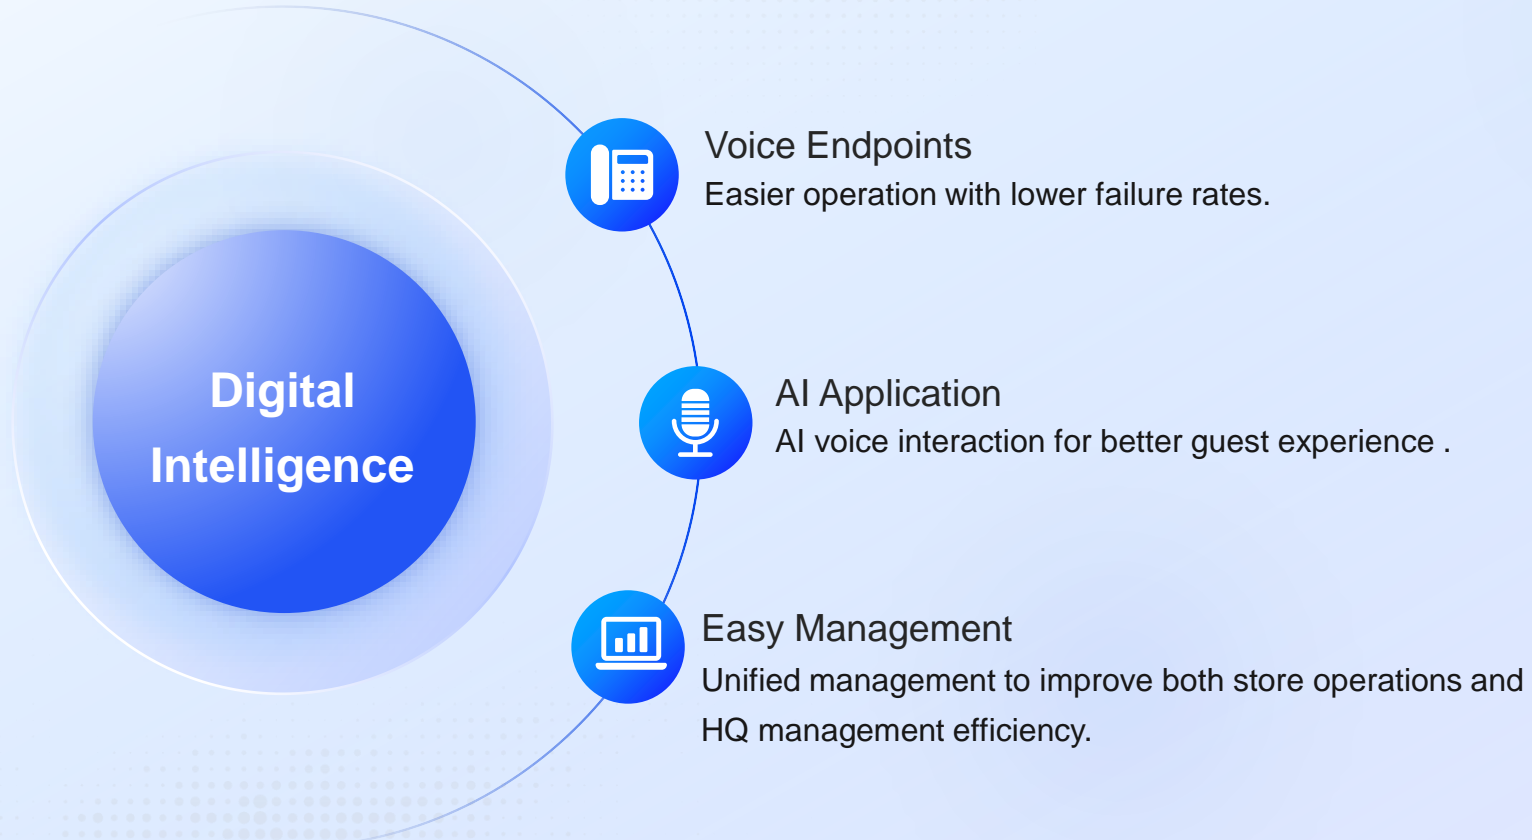 Digital
Intelligence
Voice Endpoints
Easier operation with lower failure rates.
AI Application
AI voice interaction for better guest experience .
Easy Management
Unified management to improve both store operations and
HQ management efficiency.